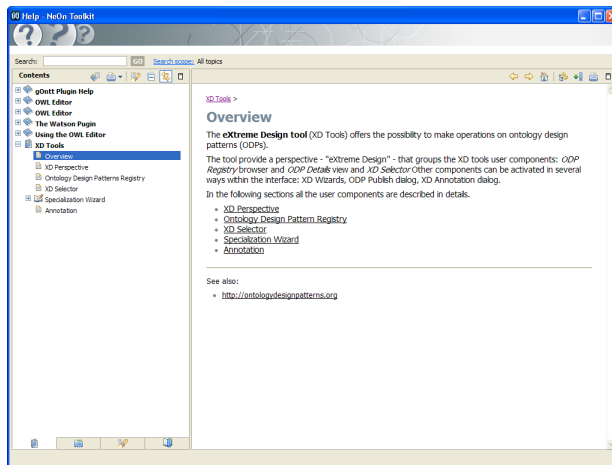 Help - NeOn Toolkit
Search:
GO
Search scope: All topics
Contents
gOntt Plugin Help
OWL Editor
OWL Editor
The Watson Pugin
Using the OWL Editor
XD Tools
Overview
XD Perspective
Ontology Design Patterns Registry
XD Selector
Specialization Wizard
Annotation
XD Tools >
Overview
The eXtreme Design tool (XD Tools) offers the possibility to make operations on ontology design
patterns (ODPs).
The tool provide a perspective - "eXtreme Design" - that groups the XD tools user components: ODP
Registry browser and ODP Details view and XD Selector Other components can be activated in several
ways within the interface: XD Wizards, ODP Publish dialog, XD Annotation dialog.
In the following sections all the user components are described in details.
XD Perspective
Ontology Design Pattern Registry
XD Selector
Specialization Wizard
Annotation
See also:
http://ontologydesignpatterns.org